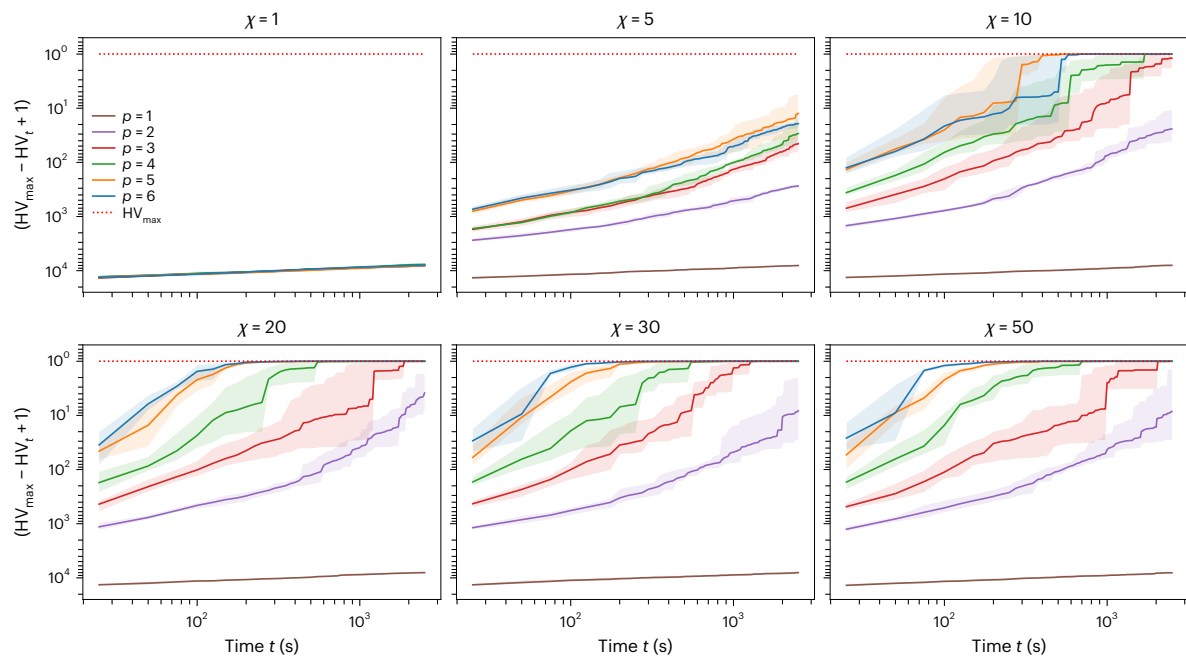 χ = 1
χ = 5
χ = 10
(HVmax − HVt + 1)
10⁰
10¹
10²
10³
10⁴
p = 1
p = 2
p = 3
p = 4
p = 5
p = 6
HVmax
χ = 20
χ = 30
χ = 50
(HVmax − HVt + 1)
10⁰
10¹
10²
10³
10⁴
10² 10³
10² 10³
10² 10³
Time t (s)
Time t (s)
Time t (s)